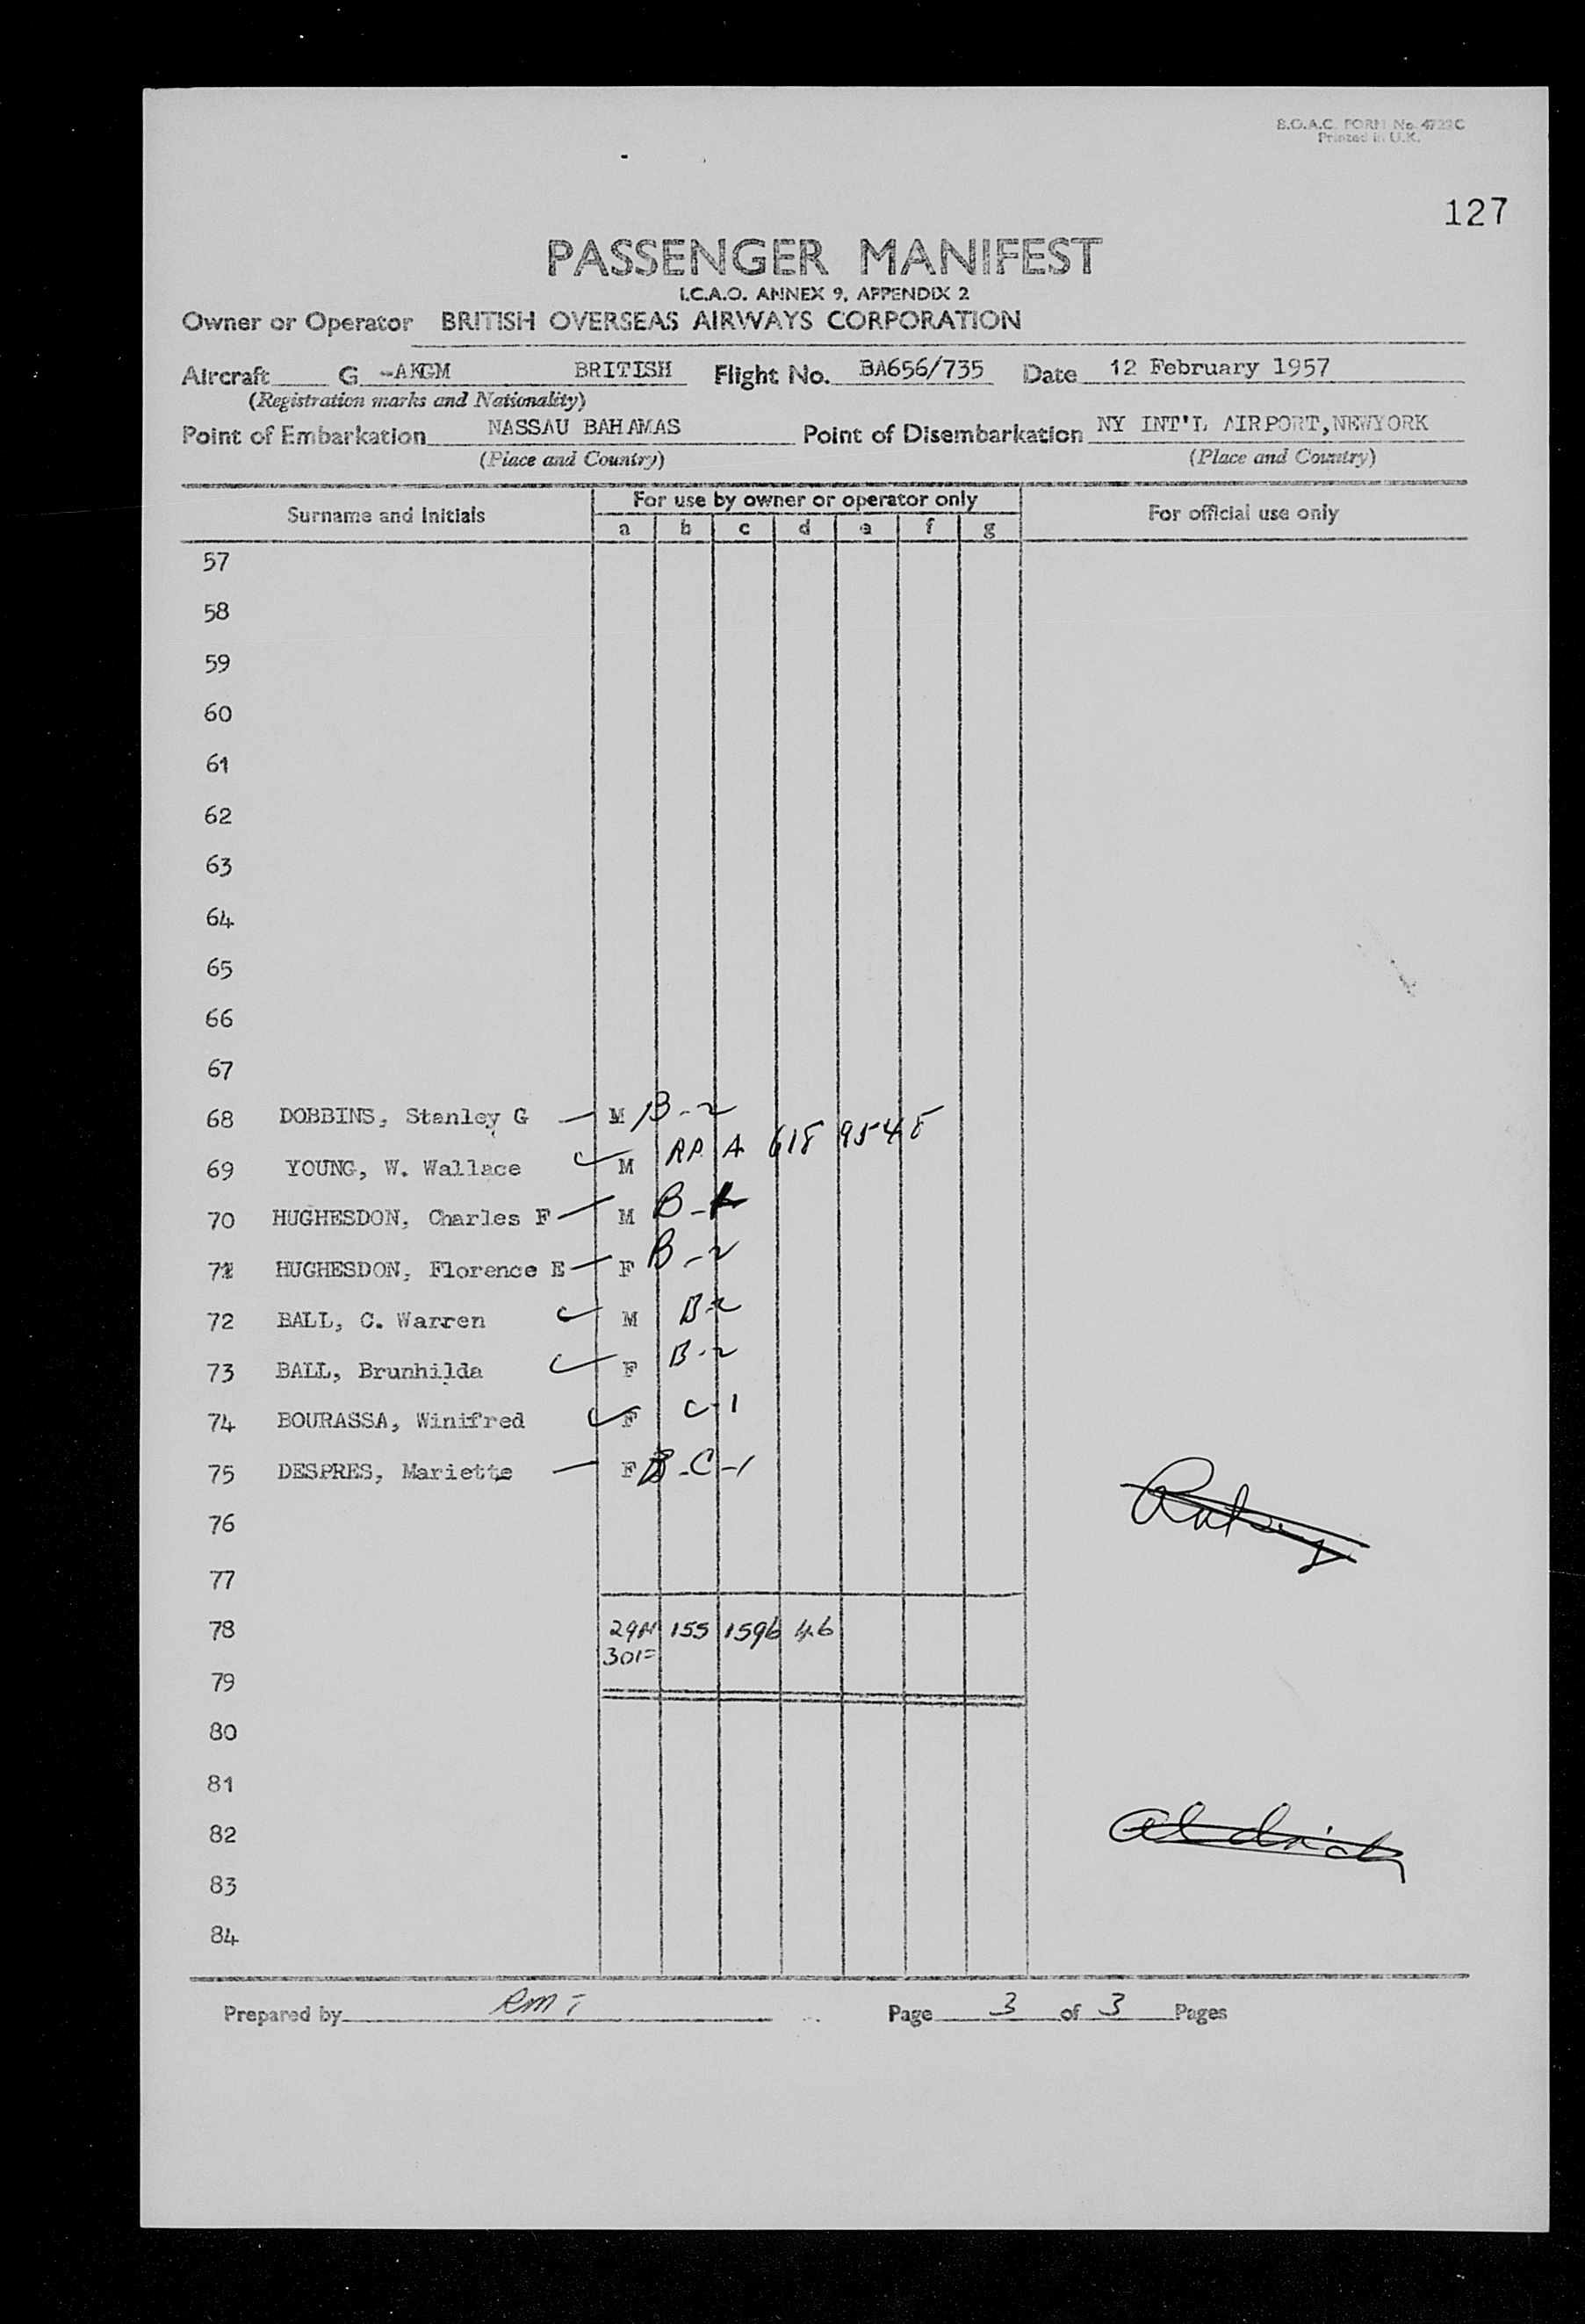 B.O.A.C. FORM No. 4722C
Printed in U.K.
127
PASSENGER MANIFEST
I.C.A.O. ANNEX 9, APPENDIX 2
Owner or Operator BRITISH OVERSEAS AIRWAYS CORPORATION
Aircraft G -AKGM BRITISH Flight No. BA656/735 Date 12 February 1957
(Registration marks and Nationality)
Point of Embarkation NASSAU BAHAMAS Point of Disembarkation NY INT'L AIRPORT,NEWYORK
(Place and Country) (Place and Country)
Surname and Initials For use by owner or operator only For official use only
a b c d e f g
57
58
59
60
61
62
63
64
65
66
67
68 DOBBINS, Stanley G M B-2
69 YOUNG, W. Wallace M RP A 618 9548
70 HUGHESDON, Charles F M B-
71 HUGHESDON, Florence E F B-2
72 BALL, C. Warren M B-2
73 BALL, Brunhilda F B-2
74 BOURASSA, Winifred F C-1
75 DESPRES, Mariette F B-C-1
76
77
78 29M 155 1596 46
79
80
81
82 Aldrich
83
84
Prepared by Page 3 of 3 Pages